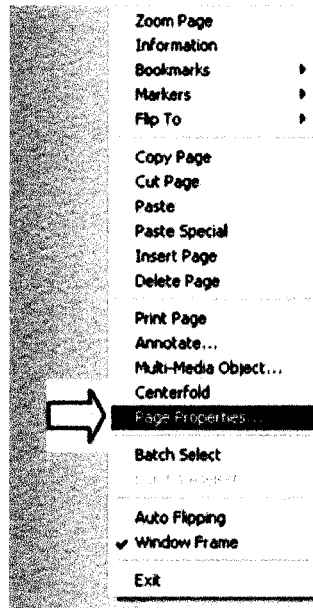 Zoom Page
Information
Bookmarks
Markers
Flip To
Copy Page
Cut Page
Paste
Paste Special
Insert Page
Delete Page
Print Page
Annotate...
Multi-Media Object...
Centerfold
Page Properties...
Batch Select
Auto Flipping
Window Frame
Exit